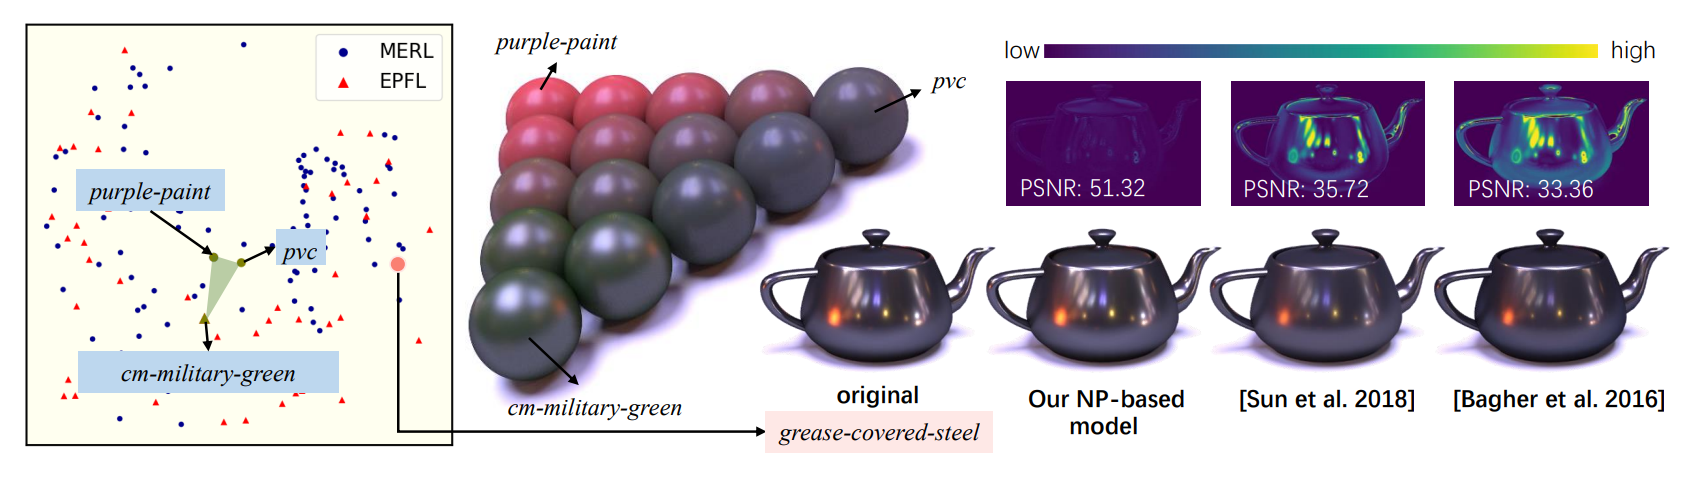 MERL
EPFL
purple-paint
pvc
cm-military-green
purple-paint
pvc
cm-military-green
low
high
PSNR: 51.32
PSNR: 35.72
PSNR: 33.36
original
Our NP-based
model
[Sun et al. 2018]
[Bagher et al. 2016]
grease-covered-steel